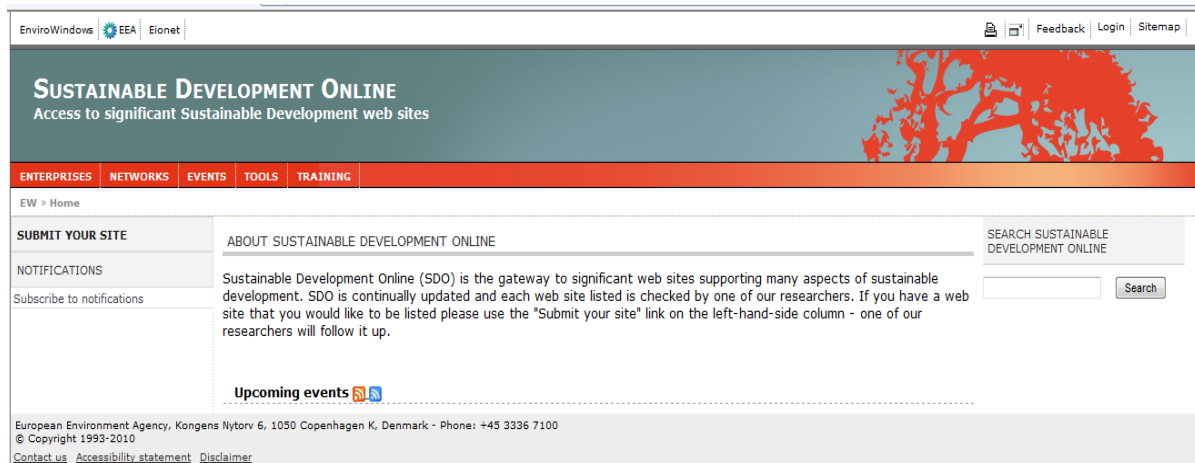 EnviroWindows EEA Eionet
Feedback Login Sitemap
SUSTAINABLE DEVELOPMENT ONLINE
Access to significant Sustainable Development web sites
ENTERPRISES NETWORKS EVENTS TOOLS TRAINING
EW » Home
SUBMIT YOUR SITE
NOTIFICATIONS
Subscribe to notifications
ABOUT SUSTAINABLE DEVELOPMENT ONLINE
Sustainable Development Online (SDO) is the gateway to significant web sites supporting many aspects of sustainable
development. SDO is continually updated and each web site listed is checked by one of our researchers. If you have a web
site that you would like to be listed please use the "Submit your site" link on the left-hand-side column - one of our
researchers will follow it up.
Upcoming events
SEARCH SUSTAINABLE
DEVELOPMENT ONLINE
Search
European Environment Agency, Kongens Nytorv 6, 1050 Copenhagen K, Denmark - Phone: +45 3336 7100
© Copyright 1993-2010
Contact us Accessibility statement Disclaimer